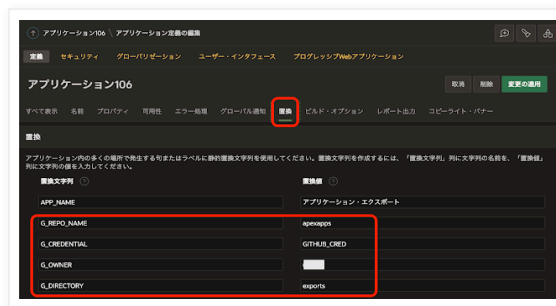 アプリケーション106 \ アプリケーション定義の編集
定義 セキュリティ グローバリゼーション ユーザー・インタフェース プログレッシブWebアプリケーション
アプリケーション106 取消 削除 変更の適用
すべて表示 名前 プロパティ 可用性 エラー処理 グローバル通知 置換 ビルド・オプション レポート出力 コピーライト・バナー
置換
アプリケーション内の多くの場所で発生する句またはラベルに静的置換文字列を使用してください。置換文字列を作成するには、「置換文字列」列に文字列の名前を、「置換値」
列に文字列の値を入力してください。
置換文字列 置換値
APP_NAME アプリケーション・エクスポート
G_REPO_NAME apexapps
G_CREDENTIAL GITHUB_CRED
G_OWNER
G_DIRECTORY exports